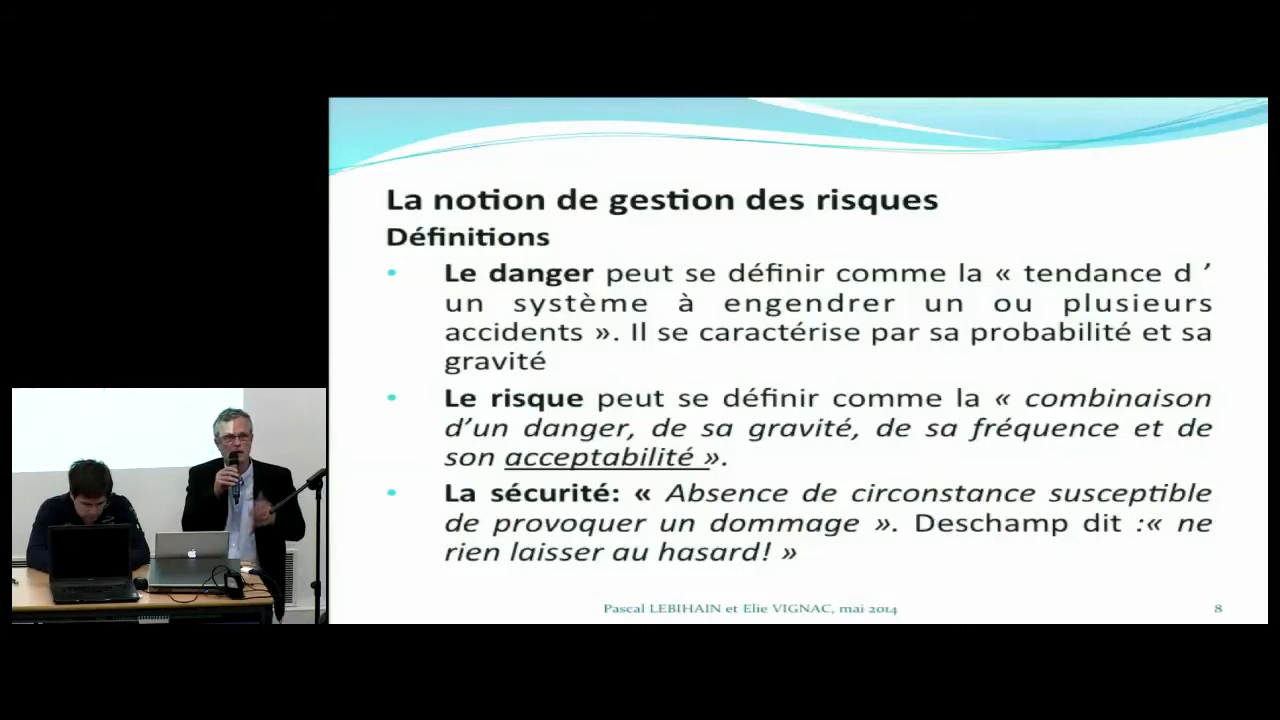 La notion de gestion des risques
Définitions
• Le danger peut se définir comme la « tendance d ’
un système à engendrer un ou plusieurs
accidents ». Il se caractérise par sa probabilité et sa
gravité
• Le risque peut se définir comme la « combinaison
d’un danger, de sa gravité, de sa fréquence et de
son acceptabilité ».
• La sécurité: « Absence de circonstance susceptible
de provoquer un dommage ». Deschamp dit :« ne
rien laisser au hasard! »
Pascal LEBIHAIN et Elie VIGNAC, mai 2014
8